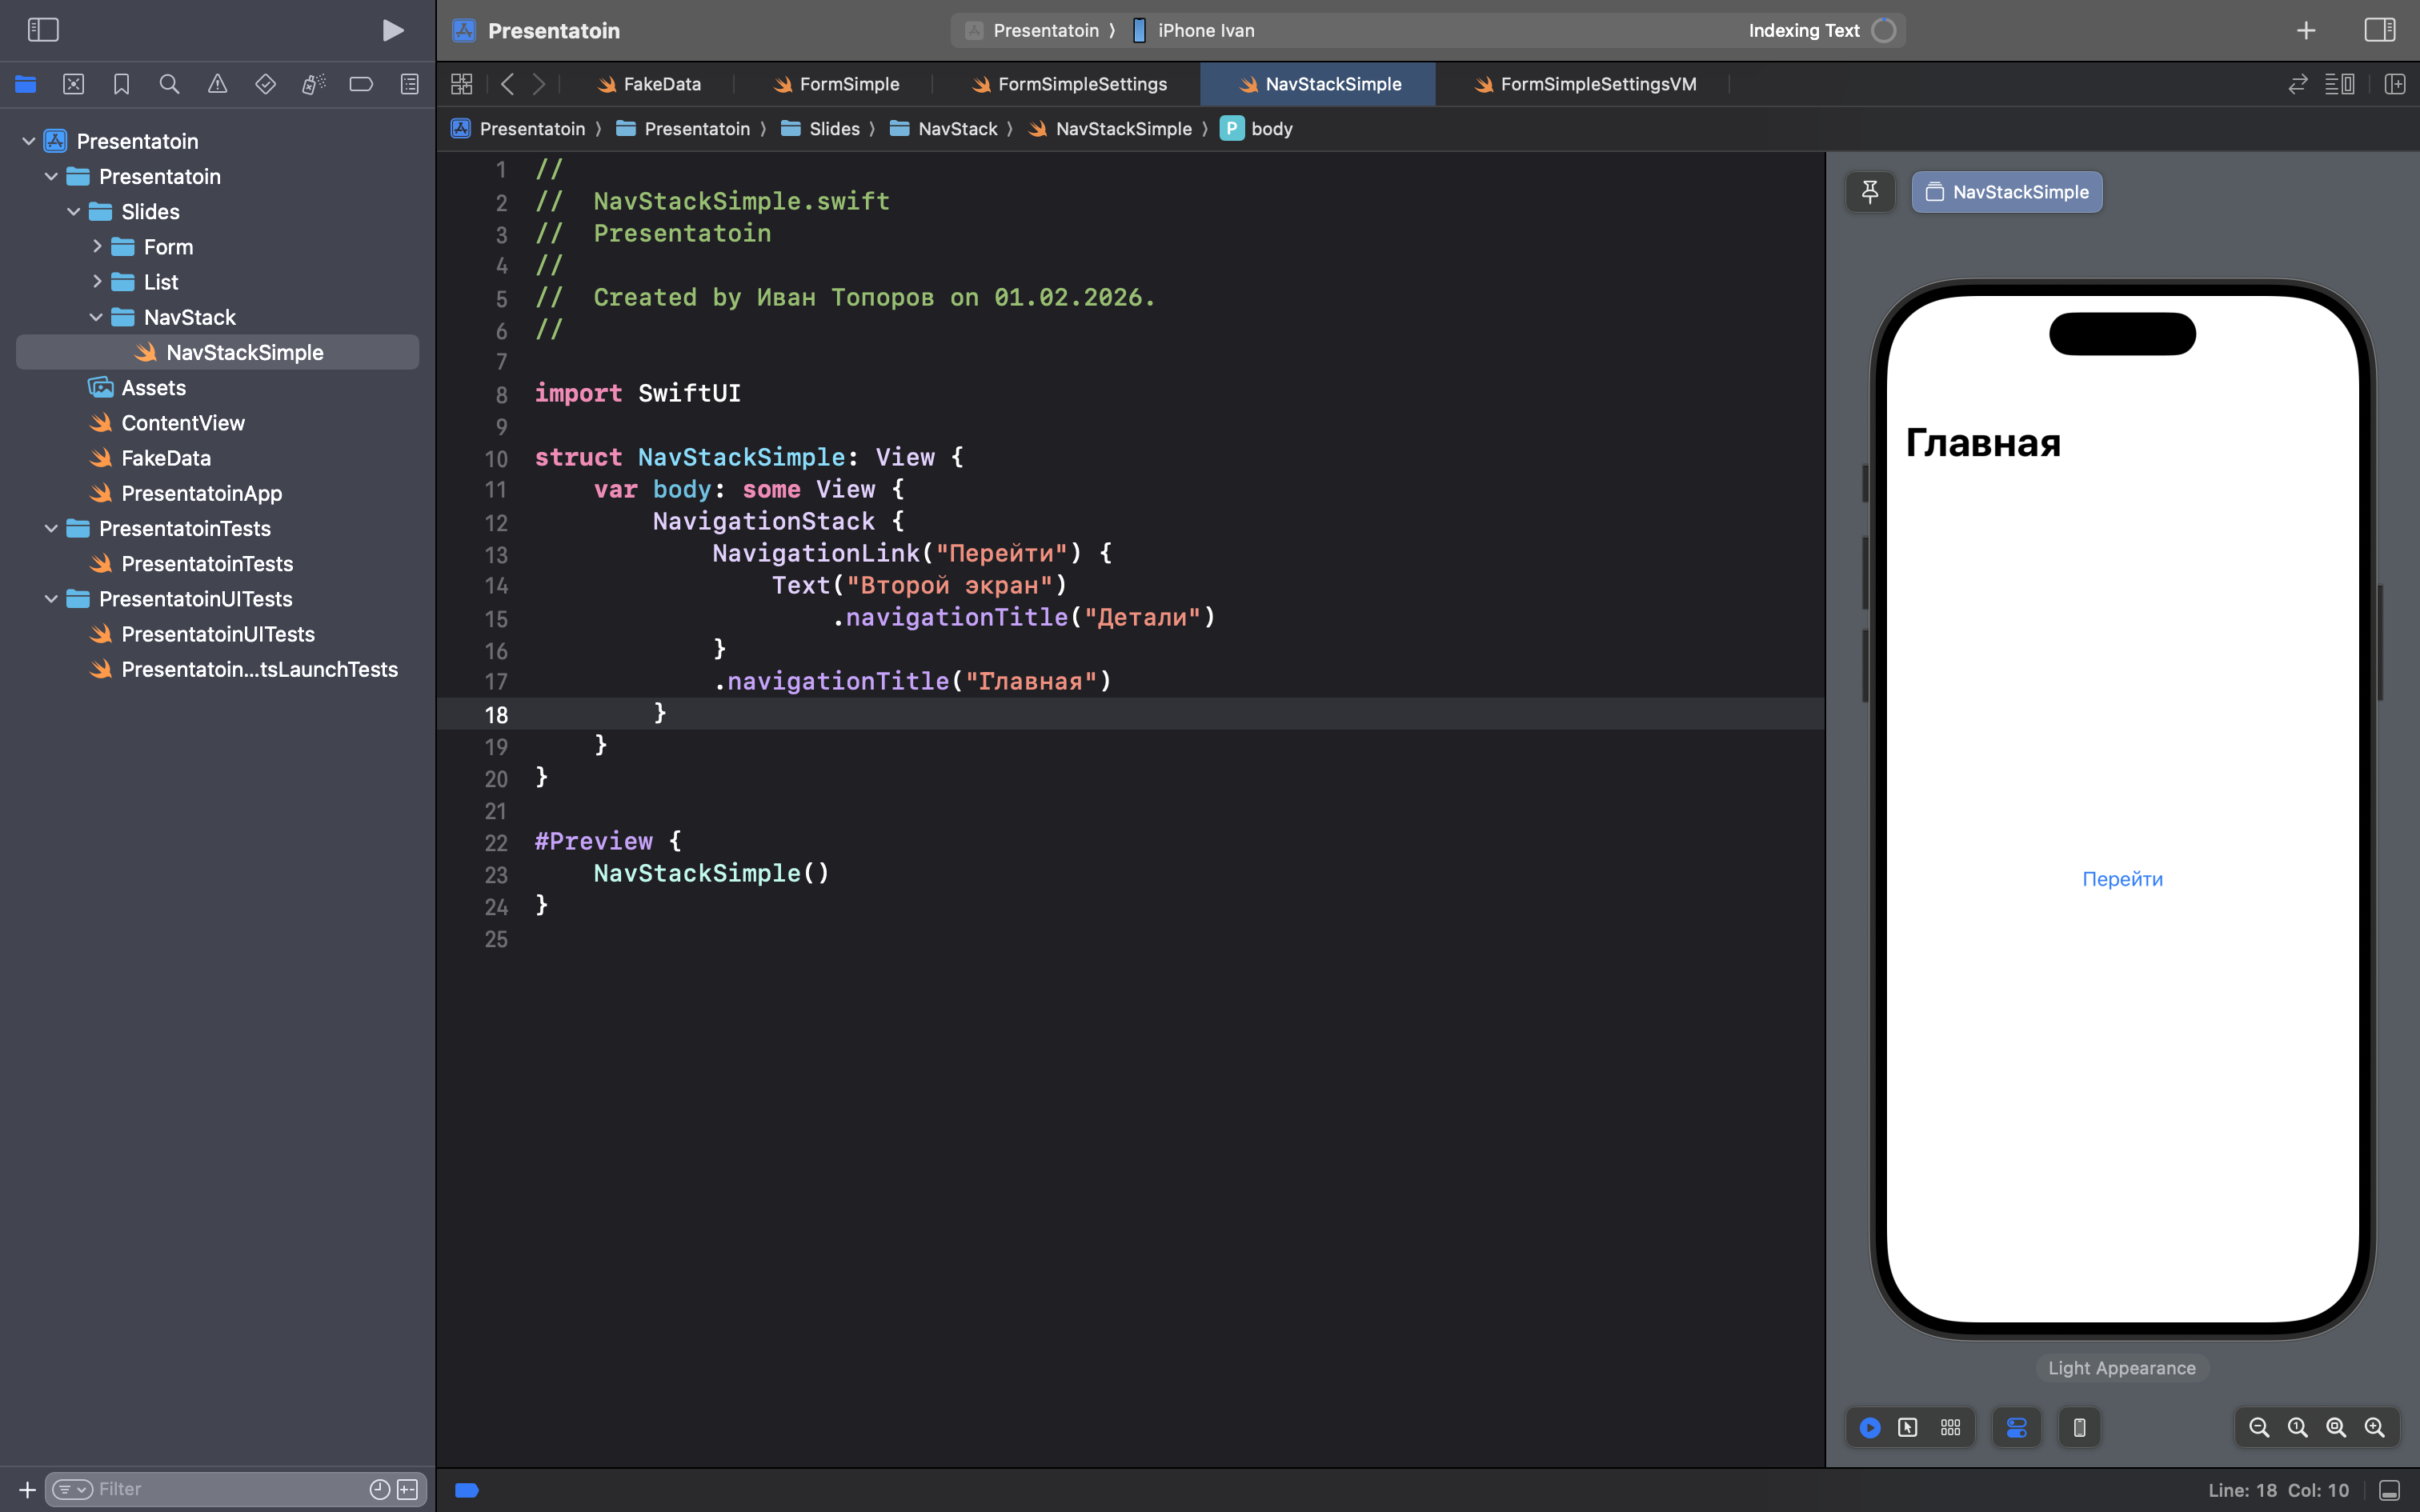 Presentatoin
Presentatoin
Slides
Form
List
NavStack
NavStackSimple
Assets
ContentView
FakeData
PresentatoinApp
PresentatoinTests
PresentatoinTests
PresentatoinUITests
PresentatoinUITests
Presentatoin...tsLaunchTests
Filter
Presentatoin
Presentatoin ⟩ iPhone Ivan
Indexing Text
FakeData
FormSimple
FormSimpleSettings
NavStackSimple
FormSimpleSettingsVM
Presentatoin ⟩ Presentatoin ⟩ Slides ⟩ NavStack ⟩ NavStackSimple ⟩ P body
1 //
2 //  NavStackSimple.swift
3 //  Presentatoin
4 //
5 //  Created by Иван Топоров on 01.02.2026.
6 //
7
8 import SwiftUI
9
10 struct NavStackSimple: View {
11     var body: some View {
12         NavigationStack {
13             NavigationLink("Перейти") {
14                 Text("Второй экран")
15                     .navigationTitle("Детали")
16             }
17             .navigationTitle("Главная")
18         }
19     }
20 }
21
22 #Preview {
23     NavStackSimple()
24 }
25
NavStackSimple
Главная
Перейти
Light Appearance
1
Line: 18 Col: 10